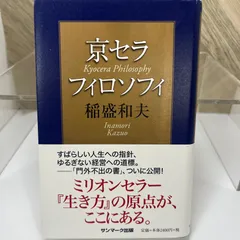 京セラ
Kyocera Philosophy
フィロソフィ
稲盛和夫
Inamori
Kazuo
すばらしい人生への指針、
ゆるぎない経営への道標。
──「門外不出の書」、ついに公開!
ミリオンセラー
『生き方』の原点が、
ここにある。
サンマーク出版